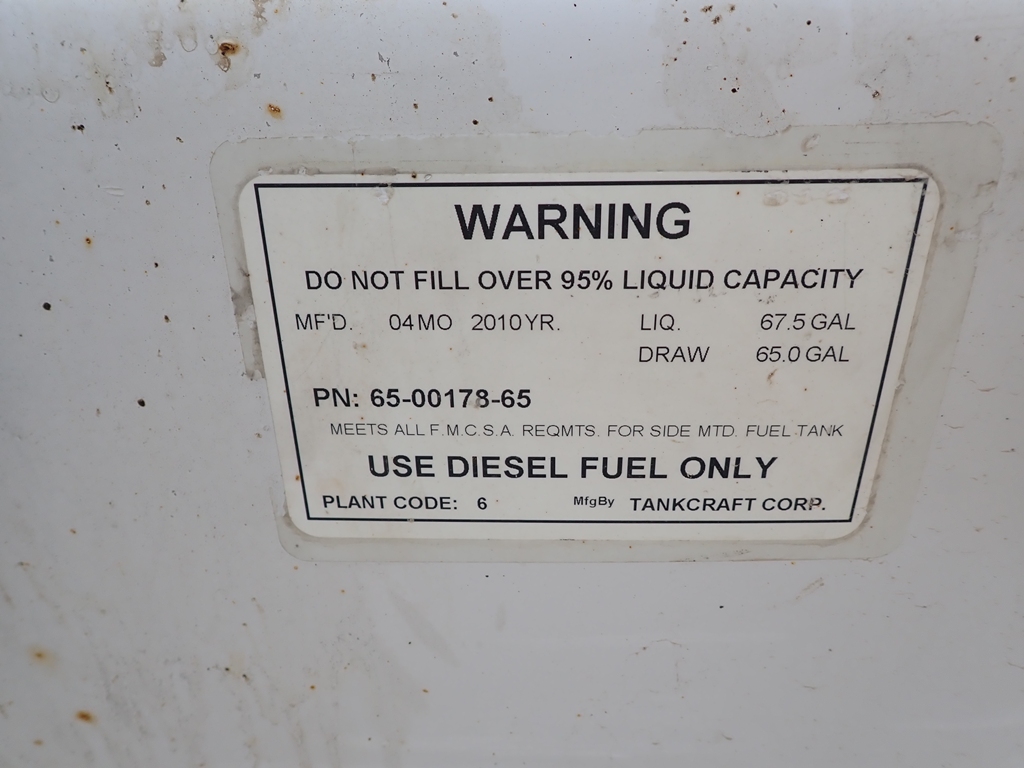 WARNING
DO NOT FILL OVER 95% LIQUID CAPACITY
MF'D. 04 MO 2010 YR. LIQ. 67.5 GAL
DRAW 65.0 GAL
PN: 65-00178-65
MEETS ALL F.M.C.S.A. REQMTS. FOR SIDE MTD. FUEL TANK
USE DIESEL FUEL ONLY
PLANT CODE: 6 MfgBy TANKCRAFT CORP.